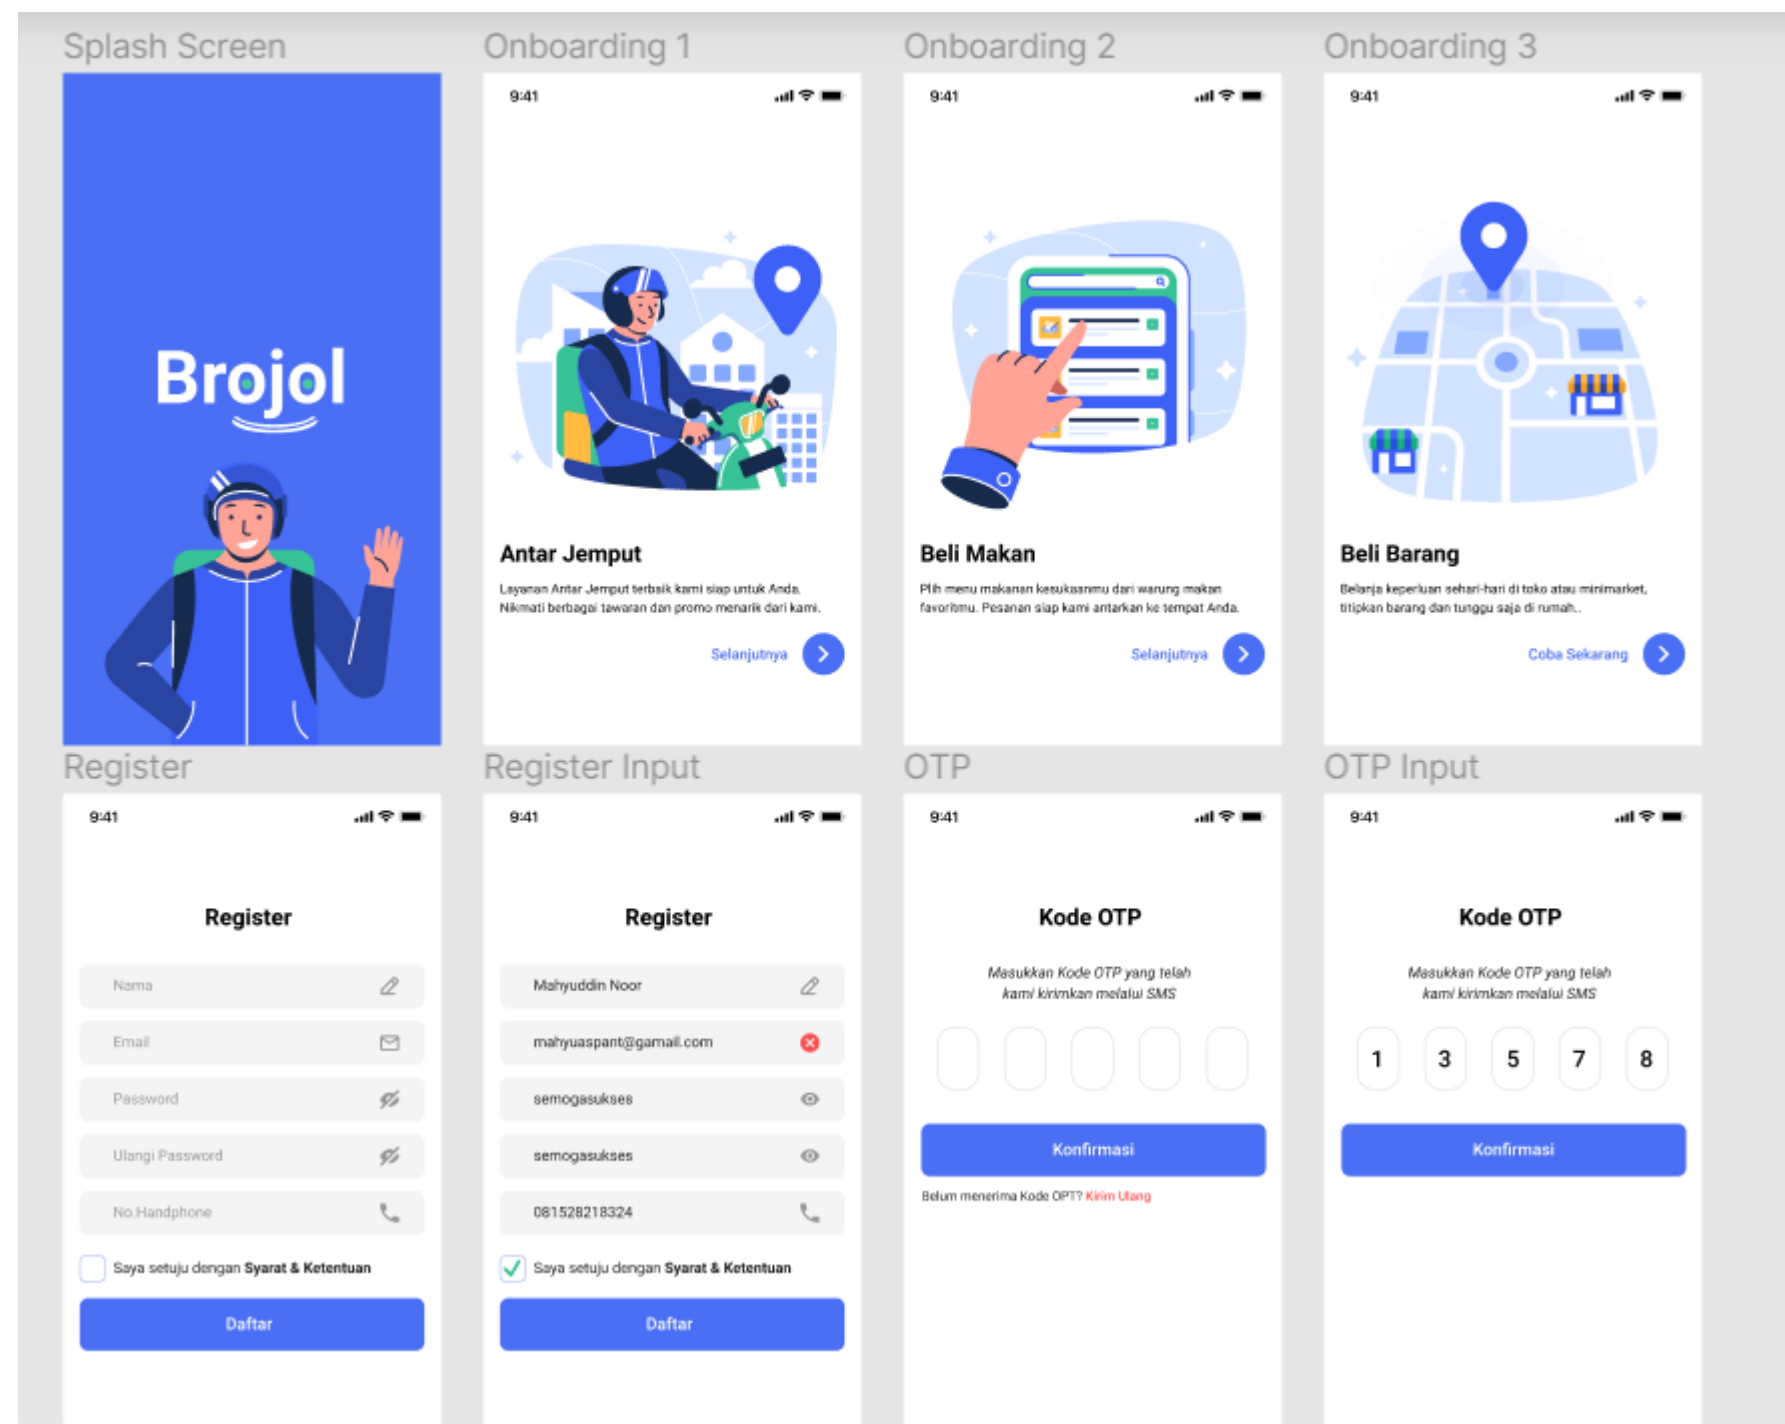 Splash Screen
Onboarding 1
Onboarding 2
Onboarding 3
Brojol
9:41
Antar Jemput
Layanan Antar Jemput terbaik kami siap untuk Anda.
Nikmati berbagai tawaran dan promo menarik dari kami.
Selanjutnya
9:41
Beli Makan
Plih menu makanan kesukaanmu dari warung makan
favoritmu. Pesanan siap kami antarkan ke tempat Anda.
Selanjutnya
9:41
Beli Barang
Belanja keperluan sehari-hari di toko atau minimarket,
titipkan barang dan tunggu saja di rumah..
Coba Sekarang
Register
Register Input
OTP
OTP Input
9:41
Register
Nama
Email
Password
Ulangi Password
No.Handphone
Saya setuju dengan Syarat & Ketentuan
Daftar
9:41
Register
Mahyuddin Noor
mahyuaspant@gamail.com
semogasukses
semogasukses
081528218324
Saya setuju dengan Syarat & Ketentuan
Daftar
9:41
Kode OTP
Masukkan Kode OTP yang telah
kami kirimkan melalui SMS
Konfirmasi
Belum menerima Kode OPT? Kirim Ulang
9:41
Kode OTP
Masukkan Kode OTP yang telah
kami kirimkan melalui SMS
1 3 5 7 8
Konfirmasi